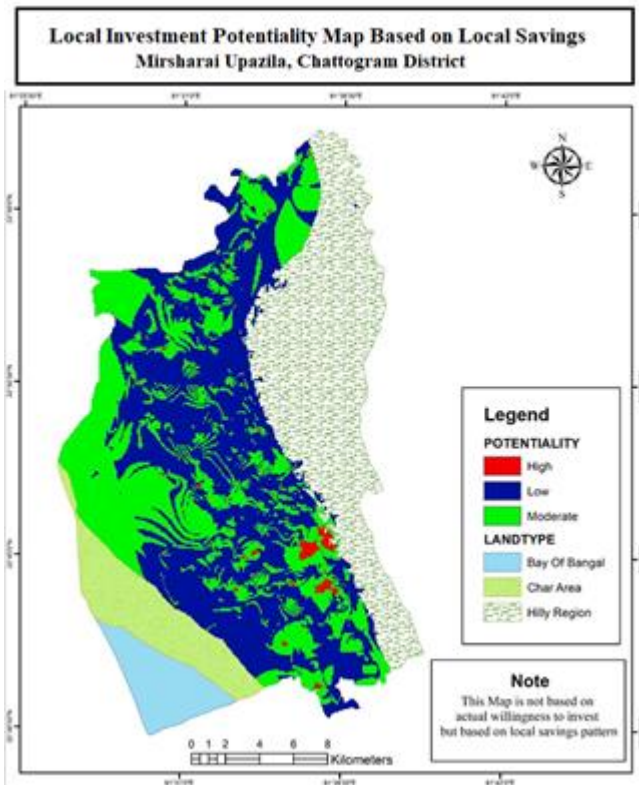 Local Investment Potentiality Map Based on Local Savings
Mirsharai Upazila, Chattogram District
N
W E
S
Legend
POTENTIALITY
High
Low
Moderate
LANDTYPE
Bay Of Bangal
Char Area
Hilly Region
Note
This Map is not based on
actual willingness to invest
but based on local savings pattern
0 1 2 4 6 8
Kilometers